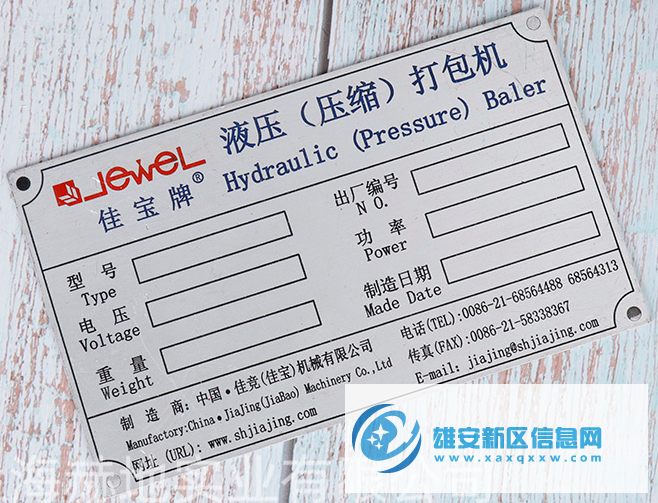 JeweL
佳宝牌®
液压（压缩）打包机
Hydraulic (Pressure) Baler
型号
Type
电压
Voltage
重量
Weight
出厂编号
NO.
功率
Power
制造日期
Made Date
制造商：中国·佳竞(佳宝)机械有限公司
Manufactory:China·JiaJing(JiaBao) Machinery Co.,Ltd
网址 (URL): www.shjiajing.com
电话(TEL):0086-21-68564488 68564313
传真(FAX):0086-21-58338367
E-mail: jiajing@shjiajing.com
雄安新区信息网
www.xaxqxxw.com